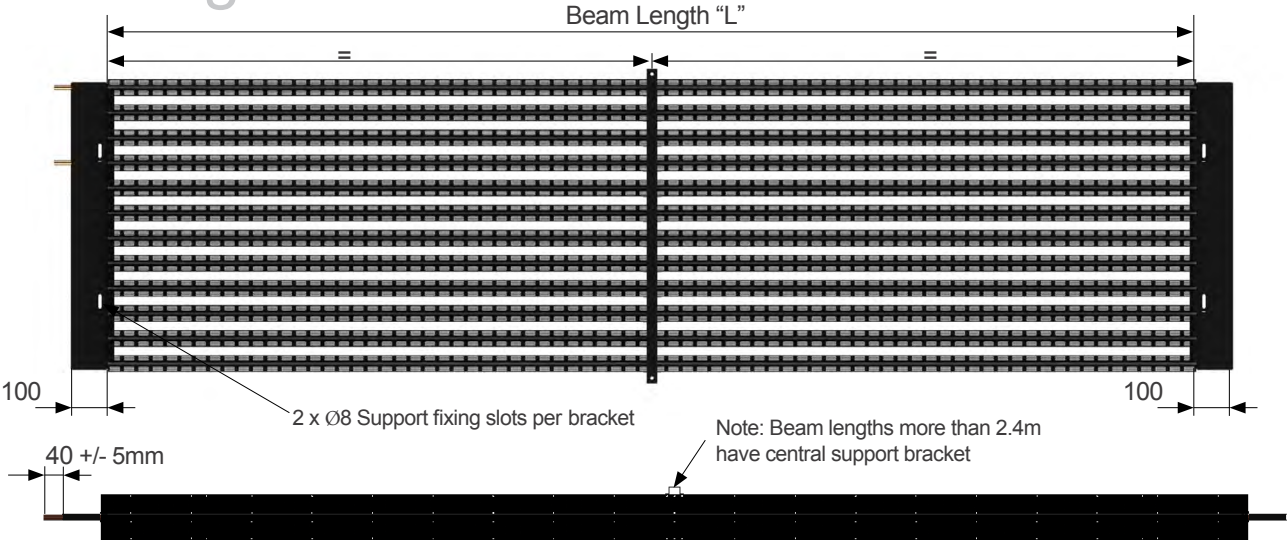 Beam Length “L”
= =
100
100
2 x Ø8 Support fixing slots per bracket
Note: Beam lengths more than 2.4m
have central support bracket
40 +/- 5mm